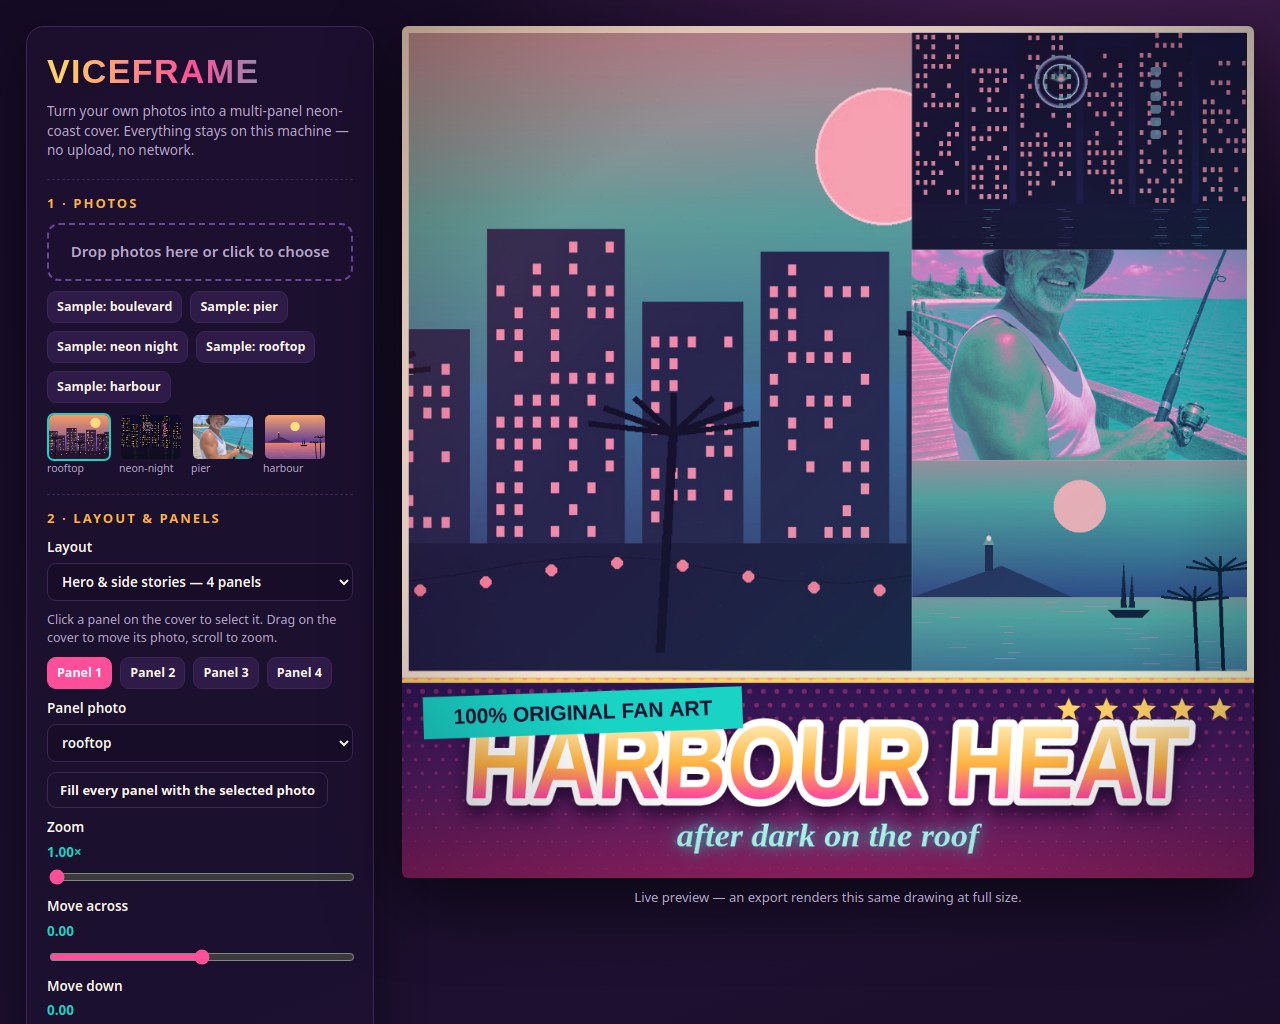 VICEFRAME
Turn your own photos into a multi-panel neon-
coast cover. Everything stays on this machine —
no upload, no network.
1 · PHOTOS
Drop photos here or click to choose
Sample: boulevard
Sample: pier
Sample: neon night
Sample: rooftop
Sample: harbour
rooftop
neon-night
pier
harbour
2 · LAYOUT & PANELS
Layout
Hero & side stories — 4 panels
Click a panel on the cover to select it. Drag on the
cover to move its photo, scroll to zoom.
Panel 1
Panel 2
Panel 3
Panel 4
Panel photo
rooftop
Fill every panel with the selected photo
Zoom
1.00×
Move across
0.00
Move down
0.00
100% ORIGINAL FAN ART
HARBOUR HEAT
after dark on the roof
Live preview — an export renders this same drawing at full size.